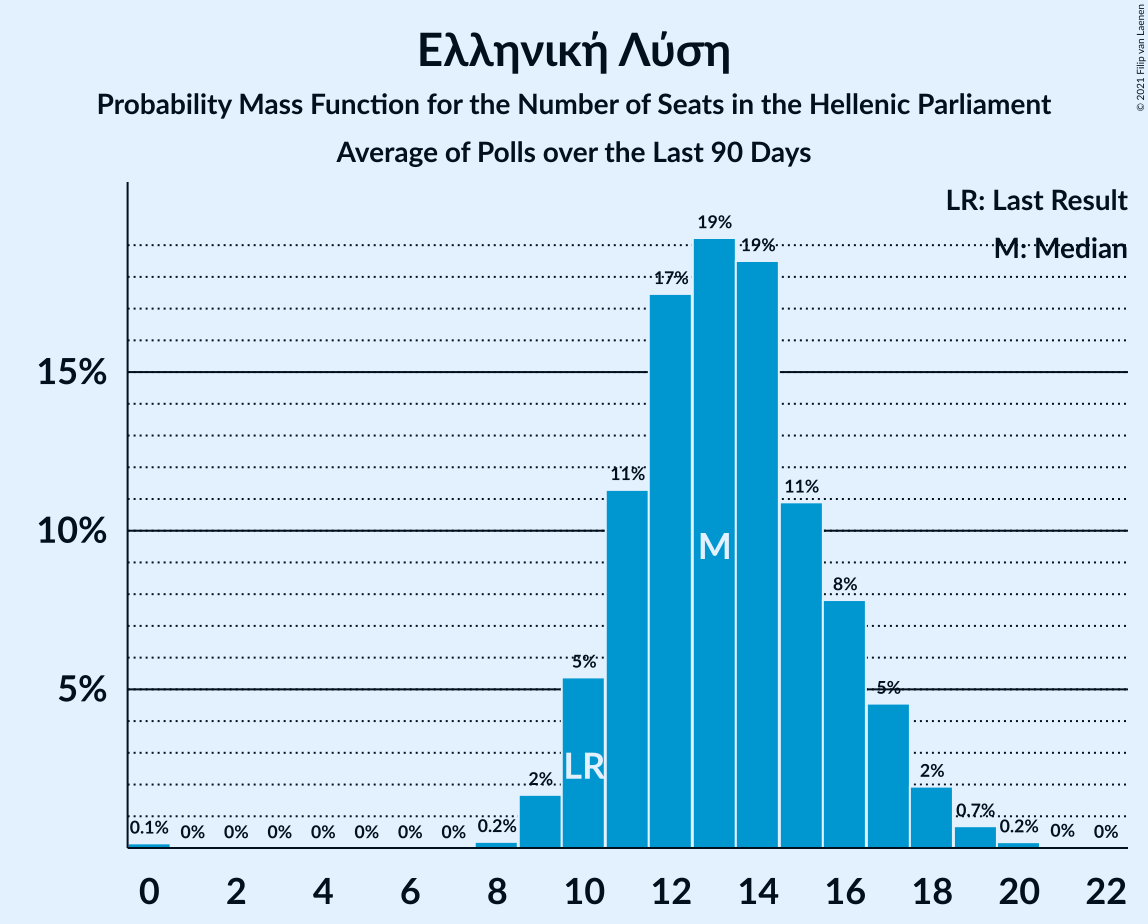 Ελληνική Λύση
Probability Mass Function for the Number of Seats in the Hellenic Parliament
Average of Polls over the Last 90 Days
© 2021 Filip van Laenen
LR: Last Result
M: Median
19%
19%
17%
15%
11%
11%
10%
M
8%
5%
5%
5%
LR
2%
2%
0.7%
0.1% 0% 0% 0% 0% 0% 0% 0% 0.2% 0.2% 0% 0%
0 2 4 6 8 10 12 14 16 18 20 22